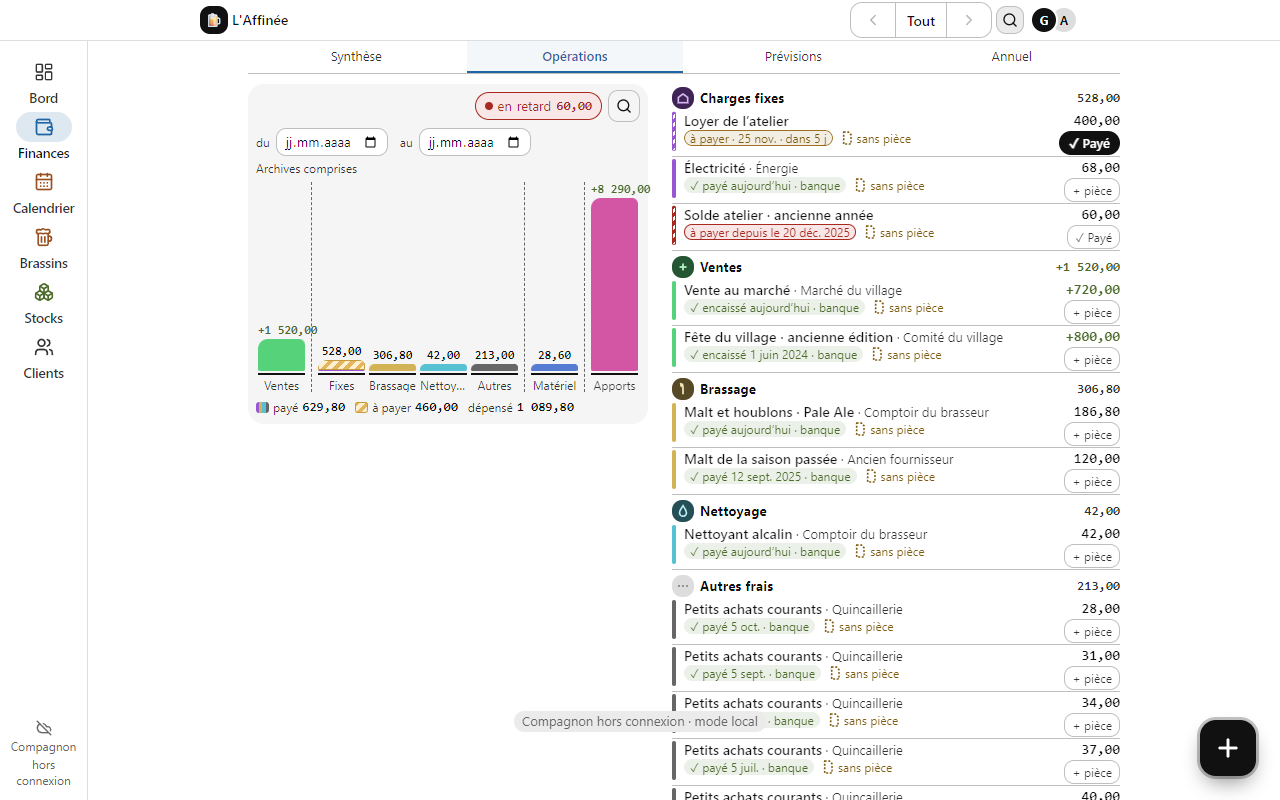 L'Affinée
Tout
G A
Synthèse
Opérations
Prévisions
Annuel
Bord
Finances
Calendrier
Brassins
Stocks
Clients
Compagnon
hors
connexion
en retard 60,00
du jj.mm.aaaa au jj.mm.aaaa
Archives comprises
+8 290,00
+1 520,00
528,00 306,80 42,00 213,00 28,60
Ventes Fixes Brassage Nettoy... Autres Matériel Apports
payé 629,80 à payer 460,00 dépensé 1 089,80
Charges fixes 528,00
Loyer de l'atelier 400,00
à payer · 25 nov. · dans 5 j sans pièce ✓ Payé
Électricité · Énergie 68,00
✓ payé aujourd'hui · banque sans pièce + pièce
Solde atelier · ancienne année 60,00
à payer depuis le 20 déc. 2025 sans pièce ✓ Payé
Ventes +1 520,00
Vente au marché · Marché du village +720,00
✓ encaissé aujourd'hui · banque sans pièce + pièce
Fête du village · ancienne édition · Comité du village +800,00
✓ encaissé 1 juin 2024 · banque sans pièce + pièce
Brassage 306,80
Malt et houblons · Pale Ale · Comptoir du brasseur 186,80
✓ payé aujourd'hui · banque sans pièce + pièce
Malt de la saison passée · Ancien fournisseur 120,00
✓ payé 12 sept. 2025 · banque sans pièce + pièce
Nettoyage 42,00
Nettoyant alcalin · Comptoir du brasseur 42,00
✓ payé aujourd'hui · banque sans pièce + pièce
Autres frais 213,00
Petits achats courants · Quincaillerie 28,00
✓ payé 5 oct. · banque sans pièce + pièce
Petits achats courants · Quincaillerie 31,00
✓ payé 5 sept. · banque sans pièce + pièce
Petits achats courants · Quincaillerie 34,00
Compagnon hors connexion · mode local · banque sans pièce + pièce
Petits achats courants · Quincaillerie 37,00
✓ payé 5 juil. · banque sans pièce + pièce
Petits achats courants · Quincaillerie 40,00